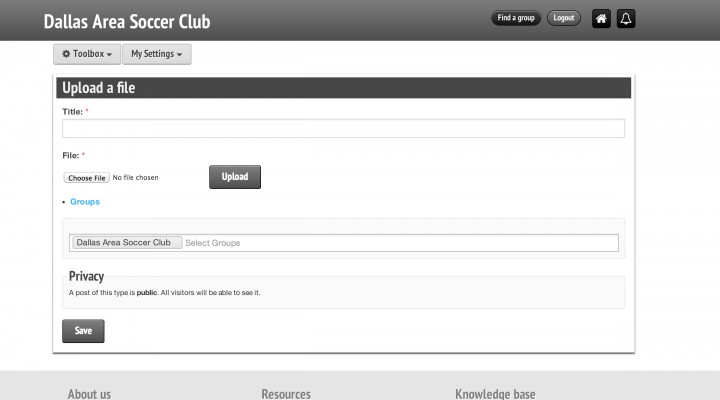 Dallas Area Soccer Club
Find a group
Logout
Toolbox
My Settings
Upload a file
Title: *
File: *
Choose File No file chosen
Upload
• Groups
Dallas Area Soccer Club Select Groups
Privacy
A post of this type is public. All visitors will be able to see it.
Save
About us
Resources
Knowledge base